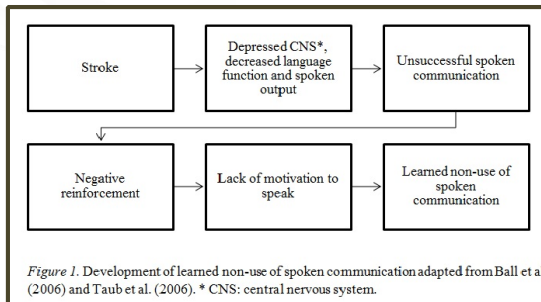 Stroke
Depressed CNS*,
decreased language
function and spoken
output
Unsuccessful spoken
communication
Negative
reinforcement
Lack of motivation to
speak
Learned non-use of
spoken
communication
Figure 1. Development of learned non-use of spoken communication adapted from Ball et a
(2006) and Taub et al. (2006). * CNS: central nervous system.